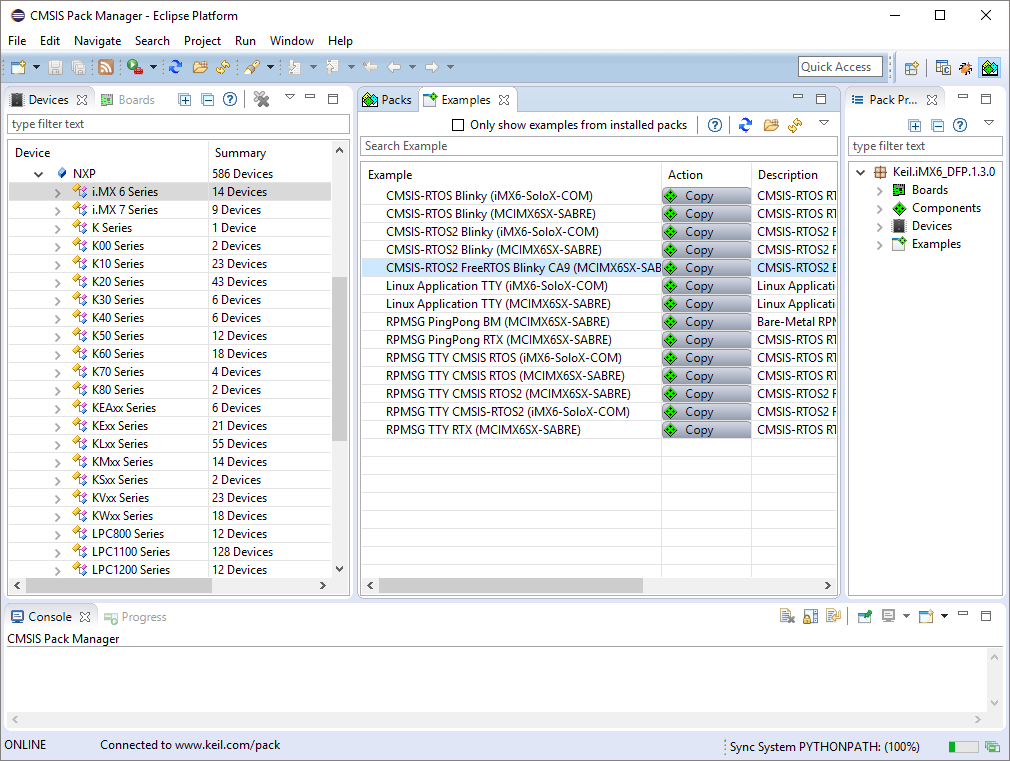 CMSIS Pack Manager - Eclipse Platform
File Edit Navigate Search Project Run Window Help
Quick Access
Devices Boards
type filter text
Device Summary
NXP 586 Devices
i.MX 6 Series 14 Devices
i.MX 7 Series 9 Devices
K Series 1 Device
K00 Series 2 Devices
K10 Series 23 Devices
K20 Series 43 Devices
K30 Series 6 Devices
K40 Series 6 Devices
K50 Series 12 Devices
K60 Series 18 Devices
K70 Series 4 Devices
K80 Series 2 Devices
KEAxx Series 6 Devices
KExx Series 21 Devices
KLxx Series 55 Devices
KMxx Series 14 Devices
KSxx Series 2 Devices
KVxx Series 23 Devices
KWxx Series 18 Devices
LPC800 Series 12 Devices
LPC1100 Series 128 Devices
LPC1200 Series 12 Devices
Packs Examples
Only show examples from installed packs
Search Example
Example Action Description
CMSIS-RTOS Blinky (iMX6-SoloX-COM) Copy CMSIS-RTOS RT
CMSIS-RTOS Blinky (MCIMX6SX-SABRE) Copy CMSIS-RTOS RT
CMSIS-RTOS2 Blinky (iMX6-SoloX-COM) Copy CMSIS-RTOS2 F
CMSIS-RTOS2 Blinky (MCIMX6SX-SABRE) Copy CMSIS-RTOS2 F
CMSIS-RTOS2 FreeRTOS Blinky CA9 (MCIMX6SX-SAB Copy CMSIS-RTOS2 B
Linux Application TTY (iMX6-SoloX-COM) Copy Linux Applicati
Linux Application TTY (MCIMX6SX-SABRE) Copy Linux Applicati
RPMSG PingPong BM (MCIMX6SX-SABRE) Copy Bare-Metal RPM
RPMSG PingPong RTX (MCIMX6SX-SABRE) Copy CMSIS-RTOS RT
RPMSG TTY CMSIS RTOS (iMX6-SoloX-COM) Copy CMSIS-RTOS RT
RPMSG TTY CMSIS RTOS (MCIMX6SX-SABRE) Copy CMSIS-RTOS RT
RPMSG TTY CMSIS RTOS2 (MCIMX6SX-SABRE) Copy CMSIS-RTOS2 F
RPMSG TTY CMSIS-RTOS2 (iMX6-SoloX-COM) Copy CMSIS-RTOS2 F
RPMSG TTY RTX (MCIMX6SX-SABRE) Copy CMSIS-RTOS RT
Pack Pr...
type filter text
Keil.iMX6_DFP.1.3.0
Boards
Components
Devices
Examples
Console Progress
CMSIS Pack Manager
ONLINE Connected to www.keil.com/pack Sync System PYTHONPATH: (100%)